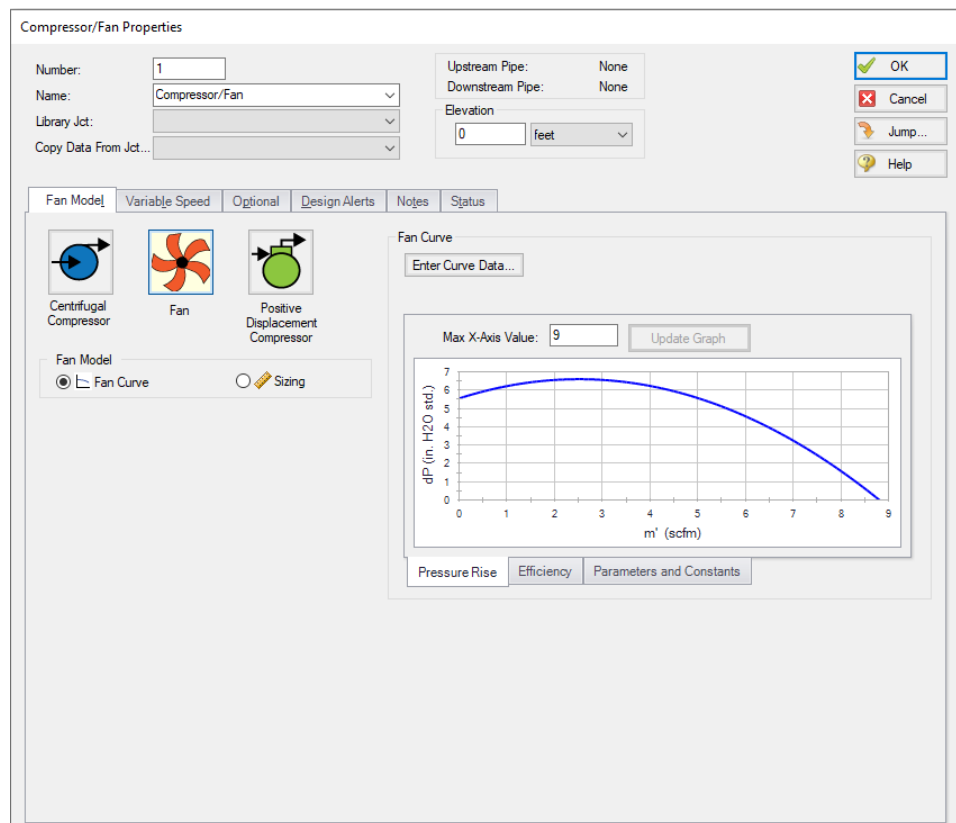 Compressor/Fan Properties
Number: 1
Name: Compressor/Fan
Library Jct:
Copy Data From Jct...
Upstream Pipe: None
Downstream Pipe: None
Elevation
0 feet
OK
Cancel
Jump...
Help
Fan Model Variable Speed Optional Design Alerts Notes Status
Centrifugal
Compressor
Fan
Positive
Displacement
Compressor
Fan Model
Fan Curve Sizing
Fan Curve
Enter Curve Data...
Max X-Axis Value: 9 Update Graph
dP (in. H2O std.)
7
6
5
4
3
2
1
0
0 1 2 3 4 5 6 7 8 9
m' (scfm)
Pressure Rise Efficiency Parameters and Constants